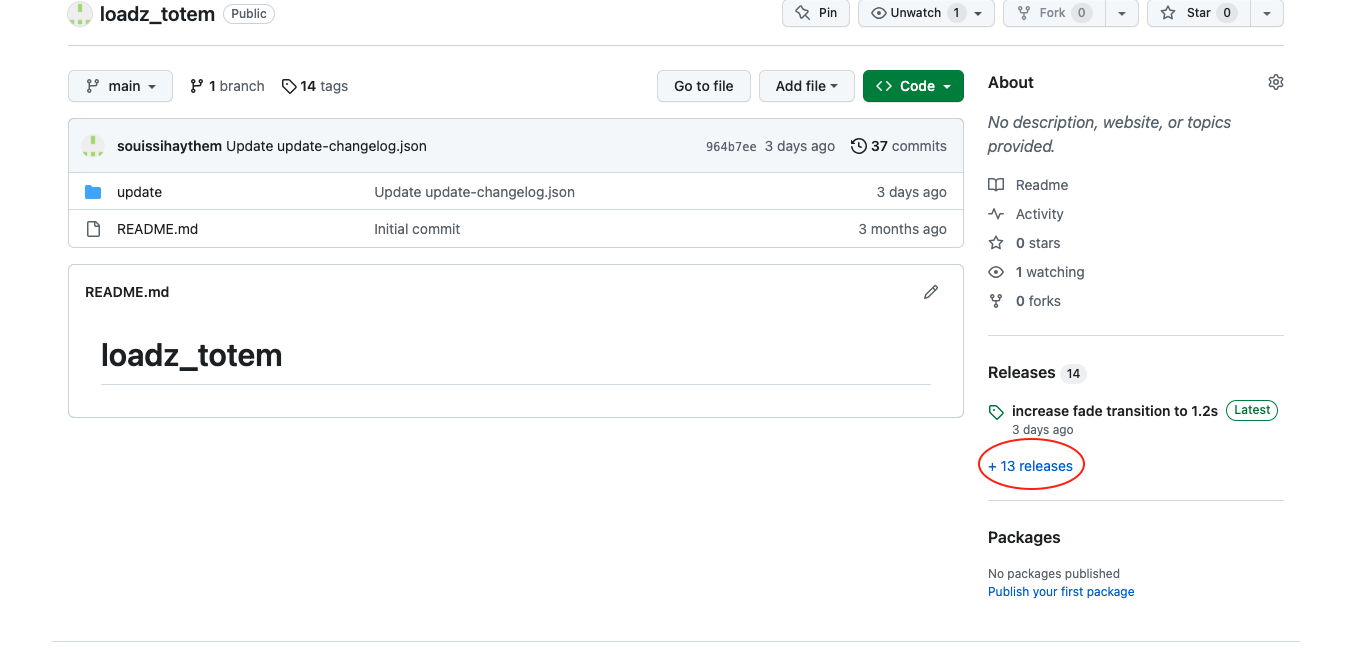 loadz_totem Public
Pin
Unwatch 1
Fork 0
Star 0
main
1 branch
14 tags
Go to file
Add file
<> Code
souissihaythem Update update-changelog.json 964b7ee 3 days ago 37 commits
update Update update-changelog.json 3 days ago
README.md Initial commit 3 months ago
README.md
loadz_totem
About
No description, website, or topics
provided.
Readme
Activity
0 stars
1 watching
0 forks
Releases 14
increase fade transition to 1.2s Latest
3 days ago
+ 13 releases
Packages
No packages published
Publish your first package